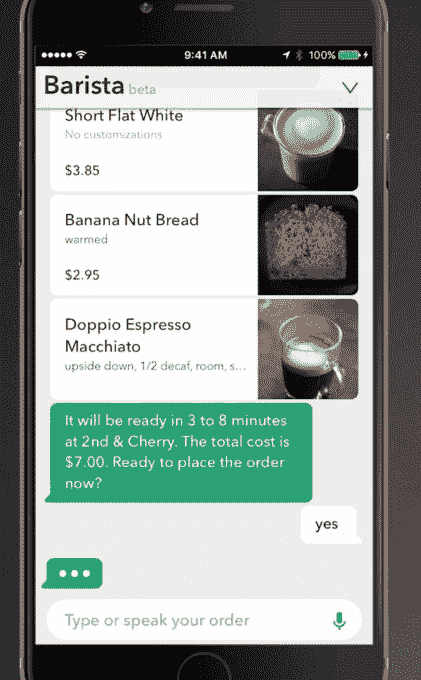 9:41 AM
100%
Barista beta
Short Flat White
No customizations
$3.85
Banana Nut Bread
warmed
$2.95
Doppio Espresso
Macchiato
upside down, 1/2 decaf, room, s...
It will be ready in 3 to 8 minutes
at 2nd & Cherry. The total cost is
$7.00. Ready to place the order
now?
yes
Type or speak your order